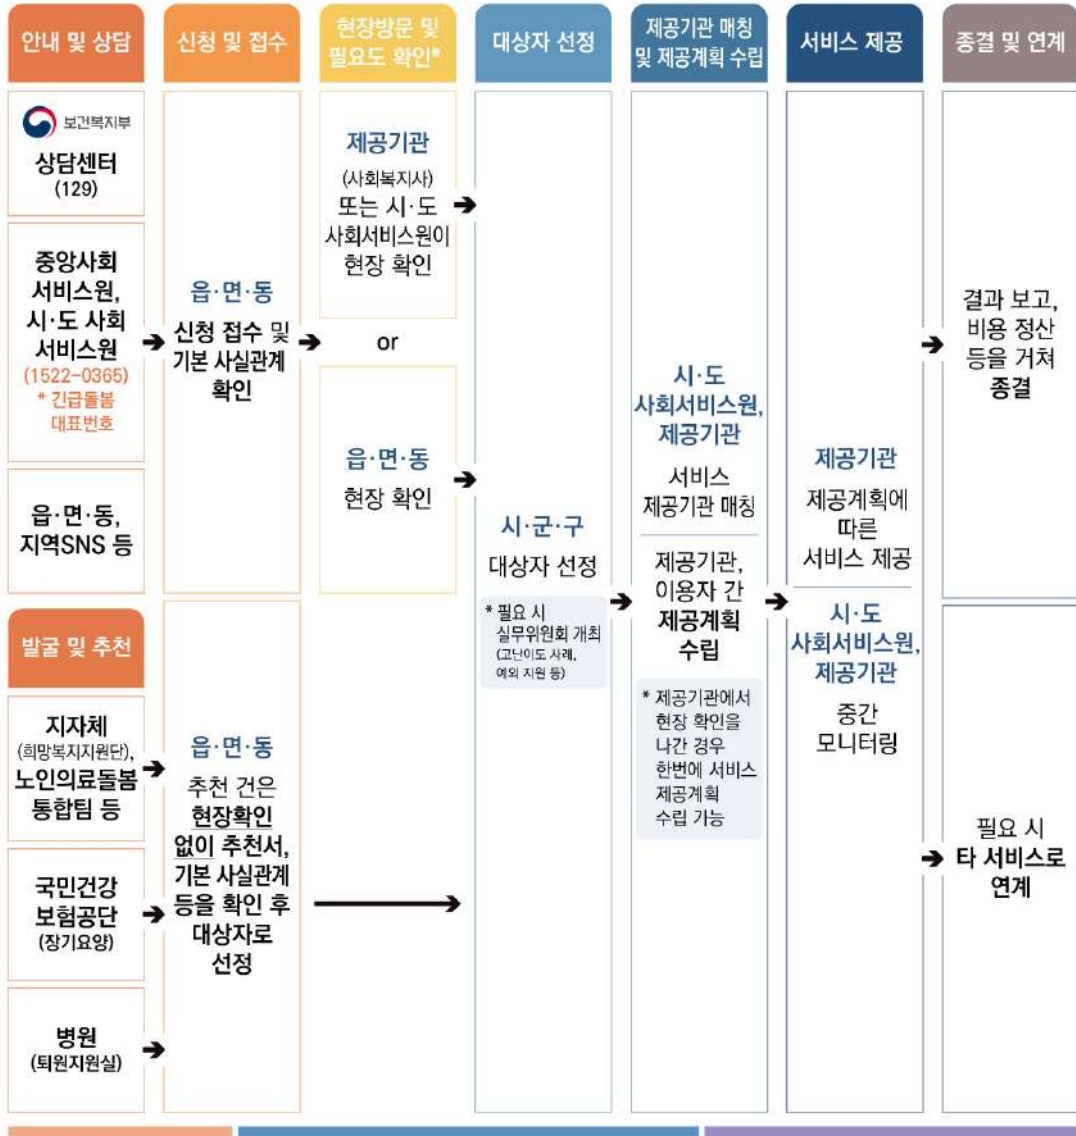 안내 및 상담
신청 및 접수
현장방문 및
필요도 확인*
대상자 선정
제공기관 매칭
및 제공계획 수립
서비스 제공
종결 및 연계
보건복지부
상담센터
(129)
중앙사회
서비스원,
시·도 사회
서비스원
(1522-0365)
* 긴급돌봄
대표번호
읍·면·동,
지역SNS 등
발굴 및 추천
지자체
(희망복지지원단),
노인의료돌봄
통합팀 등
국민건강
보험공단
(장기요양)
병원
(퇴원지원실)
읍·면·동
신청 접수 및
기본 사실관계
확인
읍·면·동
추천 건은
현장확인
없이 추천서,
기본 사실관계
등을 확인 후
대상자로
선정
제공기관
(사회복지사)
또는 시·도
사회서비스원이
현장 확인
or
읍·면·동
현장 확인
시·군·구
대상자 선정
* 필요 시
실무위원회 개최
(고난이도 사례,
예외 지원 등)
시·도
사회서비스원,
제공기관
서비스
제공기관 매칭
제공기관,
이용자 간
제공계획
수립
* 제공기관에서
현장 확인을
나간 경우
한번에 서비스
제공계획
수립 가능
제공기관
제공계획에
따른
서비스 제공
시·도
사회서비스원,
제공기관
중간
모니터링
결과 보고,
비용 정산
등을 거쳐
종결
필요 시
타 서비스로
연계